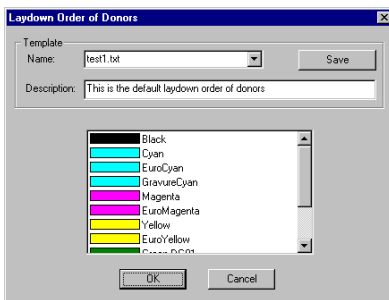 Laydown Order of Donors
Template
Name: test1.txt Save
Description: This is the default laydown order of donors
Black
Cyan
EuroCyan
GravureCyan
Magenta
EuroMagenta
Yellow
EuroYellow
OK Cancel